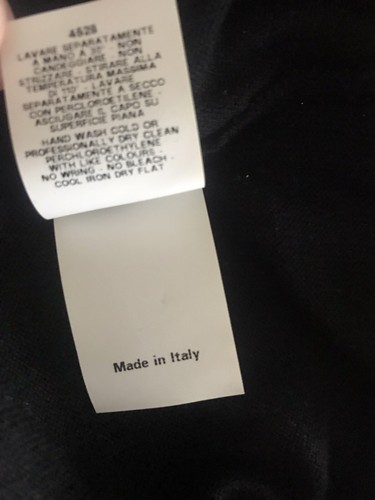 4528
LAVARE SEPARATAMENTE
A MANO A 30° - NON
CANDEGGIARE - NON
STRIZZARE - STIRARE ALLA
TEMPERATURA MASSIMA
DI 110° - LAVARE
SEPARATAMENTE A SECCO
CON PERCLOROETILENE -
ASCIUGARE IL CAPO SU
SUPERFICIE PIANA
HAND WASH COLD OR
PROFESSIONALLY DRY CLEAN
PERCHLOROETHYLENE
WITH LIKE COLOURS -
NO WRING - NO BLEACH -
COOL IRON DRY FLAT
Made in Italy